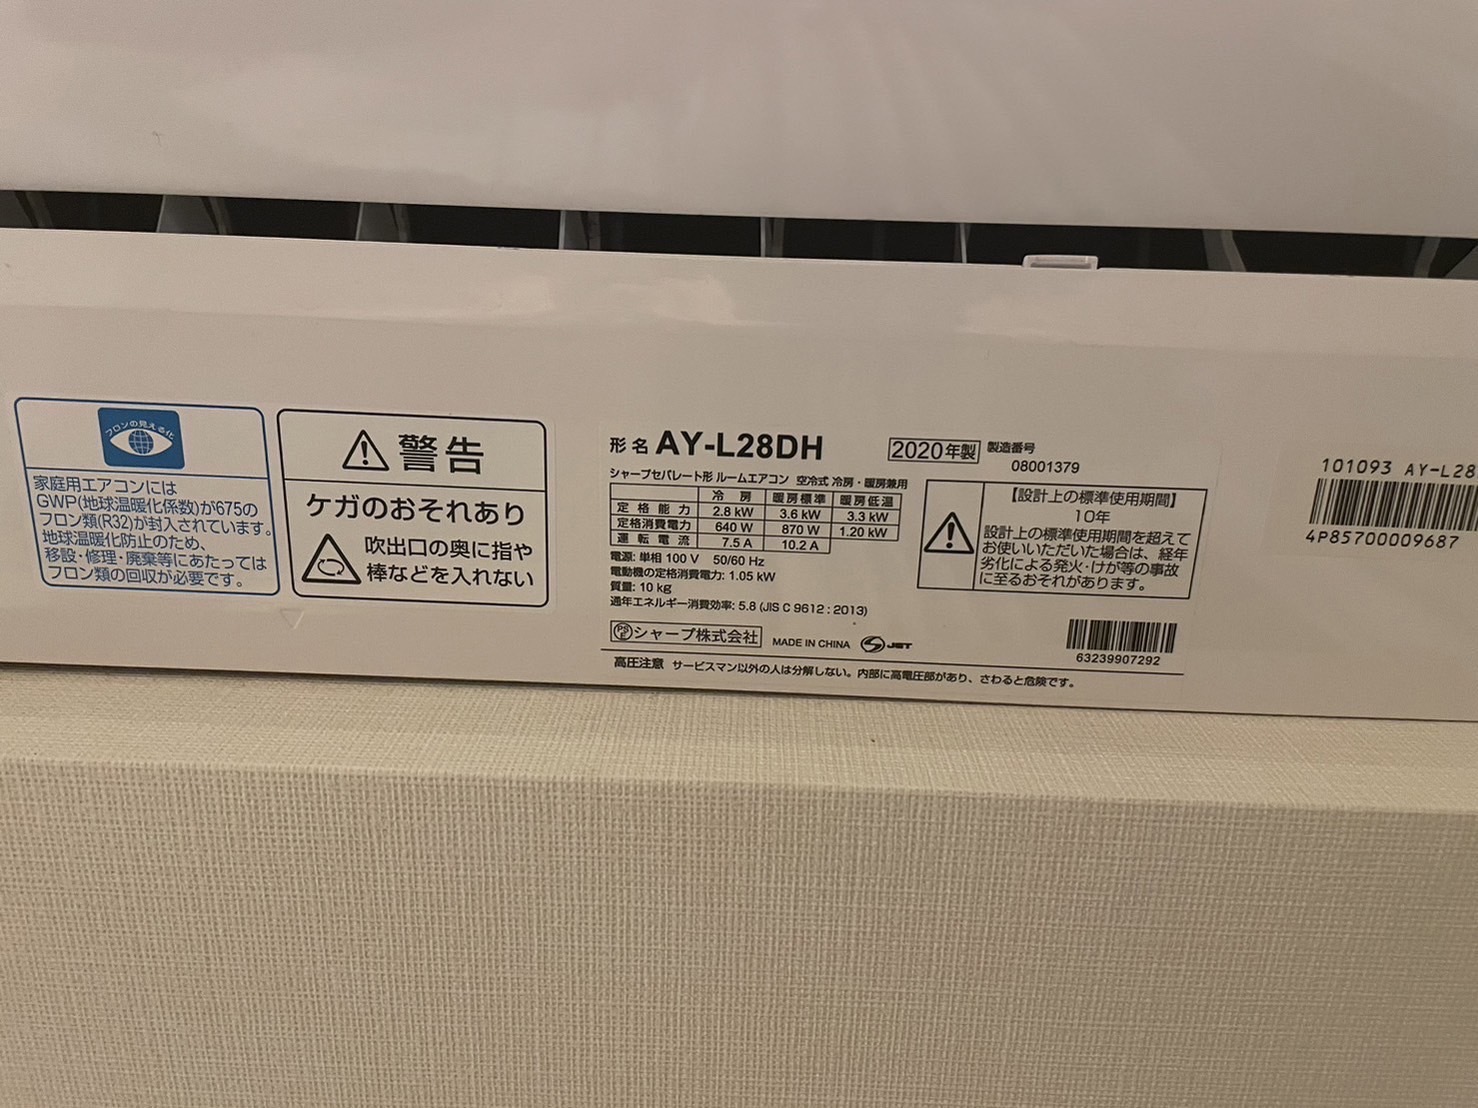 フロンの見える化
家庭用エアコンには
GWP(地球温暖化係数)が675の
フロン類(R32)が封入されています。
地球温暖化防止のため、
移設・修理・廃棄等にあたっては
フロン類の回収が必要です。
警告
ケガのおそれあり
吹出口の奥に指や
棒などを入れない
形名 AY-L28DH 2020年製 製造番号
08001379
シャープセパレート形 ルームエアコン 空冷式 冷房・暖房兼用
冷房 暖房標準 暖房低温
定格能力 2.8 kW 3.6 kW 3.3 kW
定格消費電力 640 W 870 W 1.20 kW
運転電流 7.5 A 10.2 A
電源: 単相 100 V 50/60 Hz
電動機の定格消費電力: 1.05 kW
質量: 10 kg
通年エネルギー消費効率: 5.8 (JIS C 9612 : 2013)
PSE シャープ株式会社 MADE IN CHINA JET
高圧注意 サービスマン以外の人は分解しない。内部に高電圧部があり、さわると危険です。
【設計上の標準使用期間】
10年
設計上の標準使用期間を超えて
お使いいただいた場合は、経年
劣化による発火・けが等の事故
に至るおそれがあります。
63239907292
101093 AY-L28
4P85700009687